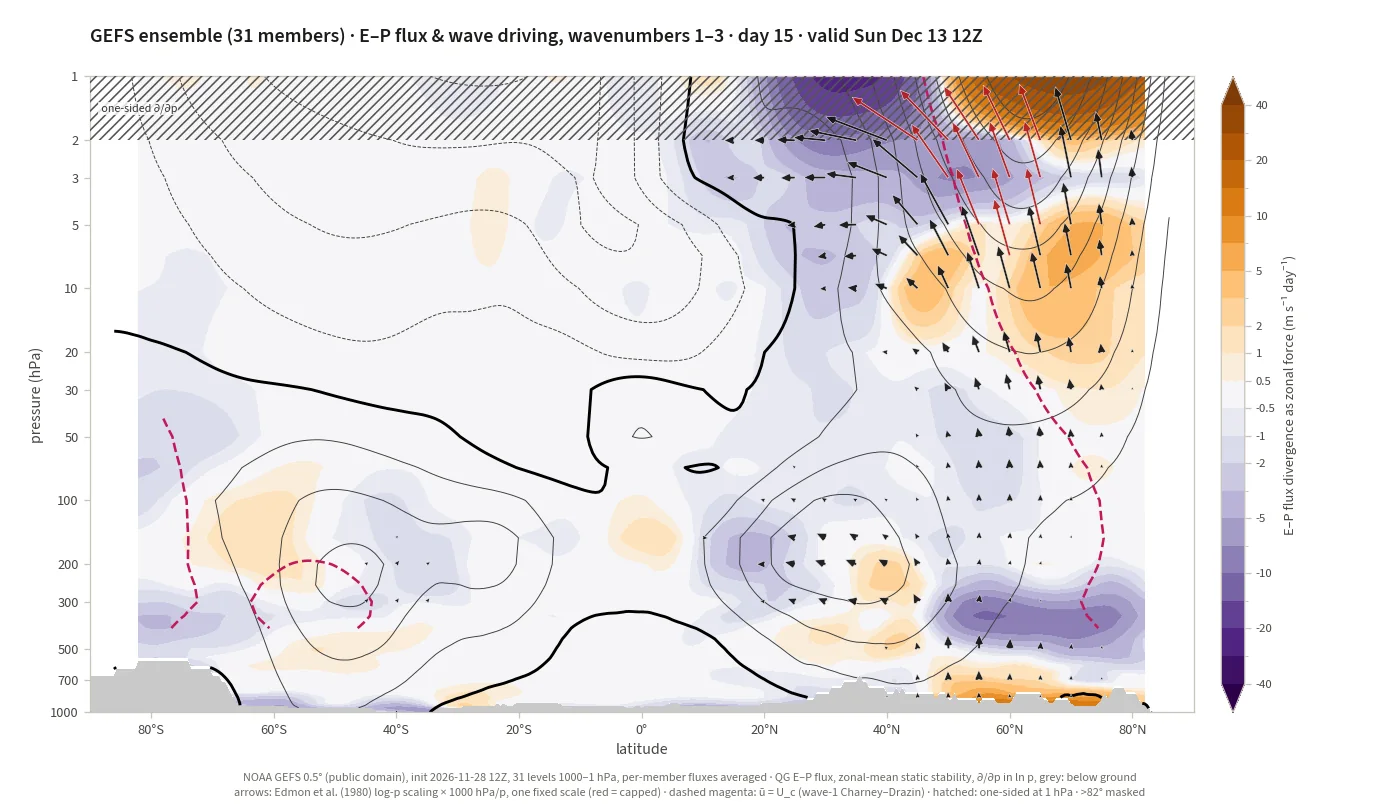 GEFS ensemble (31 members) · E–P flux & wave driving, wavenumbers 1–3 · day 15 · valid Sun Dec 13 12Z
one-sided ∂/∂p
1
2
3
5
10
20
30
50
100
200
300
500
700
1000
pressure (hPa)
80°S
60°S
40°S
20°S
0°
20°N
40°N
60°N
80°N
latitude
40
20
10
5
2
1
0.5
-0.5
-1
-2
-5
-10
-20
-40
E–P flux divergence as zonal force (m s⁻¹ day⁻¹)
NOAA GEFS 0.5° (public domain), init 2026-11-28 12Z, 31 levels 1000–1 hPa, per-member fluxes averaged · QG E–P flux, zonal-mean static stability, ∂/∂p in ln p, grey: below ground
arrows: Edmon et al. (1980) log-p scaling × 1000 hPa/p, one fixed scale (red = capped) · dashed magenta: ū = U_c (wave-1 Charney–Drazin) · hatched: one-sided at 1 hPa · >82° masked